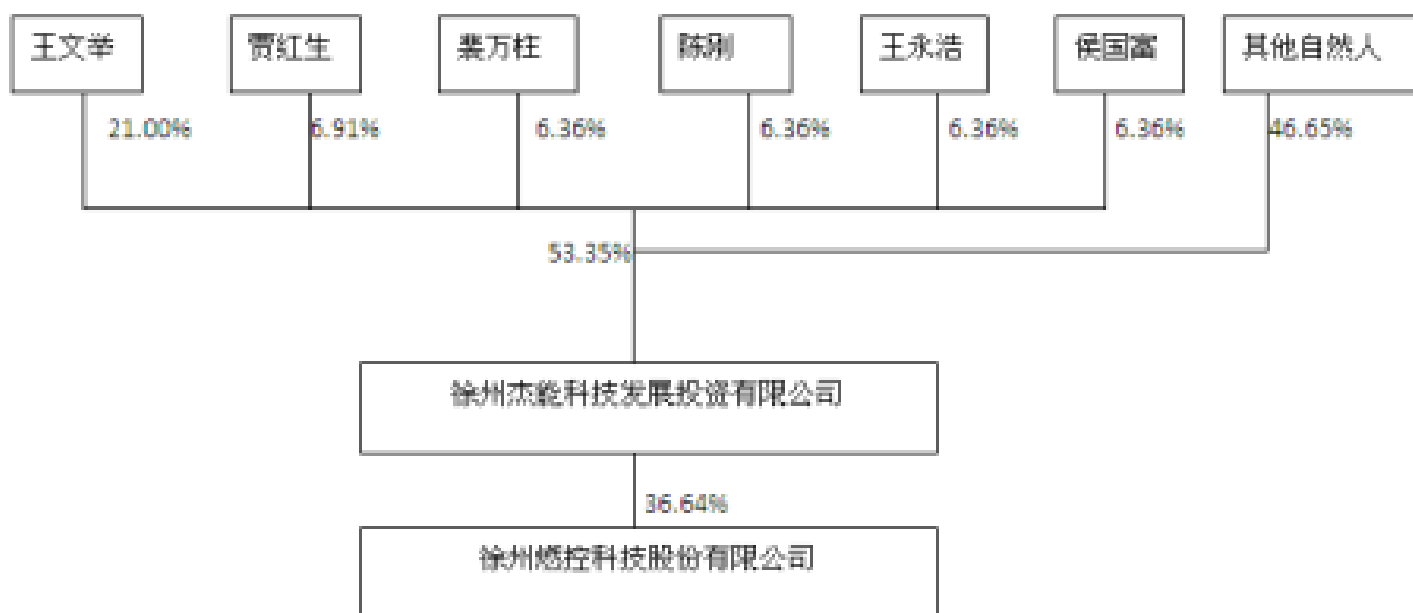 王文举
贾红生
裴万柱
陈刚
王永浩
侯国富
其他自然人
21.00%
6.91%
6.36%
6.36%
6.36%
6.36%
46.65%
53.35%
徐州杰能科技发展投资有限公司
36.64%
徐州燃控科技股份有限公司